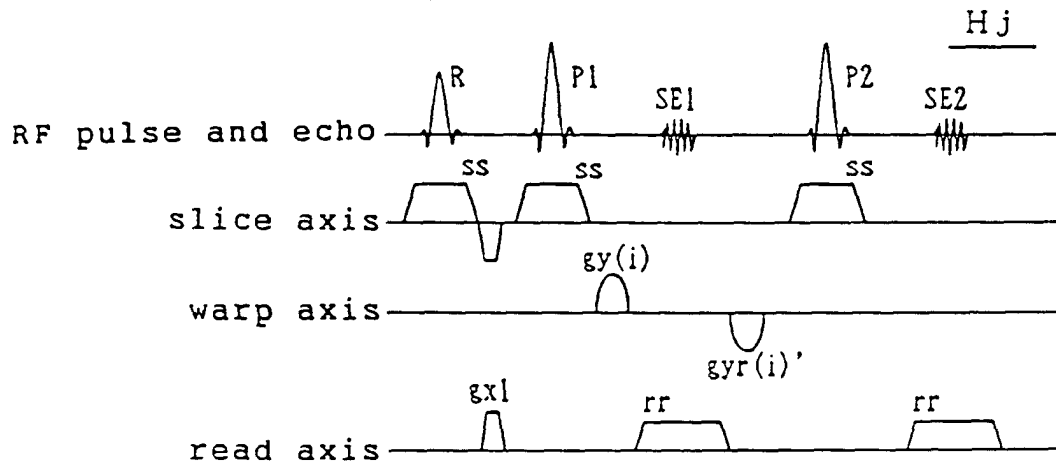 H j
R P1 SE1 P2 SE2
RF pulse and echo
ss ss ss
slice axis
gy(i)
warp axis
gyr(i)'
gx1 rr rr
read axis